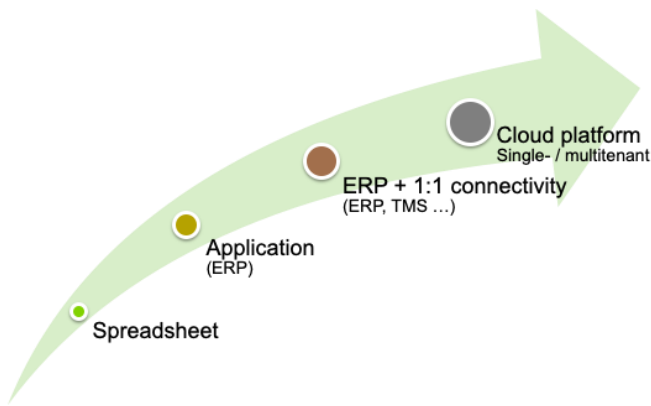 Cloud platform
Single- / multitenant
ERP + 1:1 connectivity
(ERP, TMS ...)
Application
(ERP)
Spreadsheet